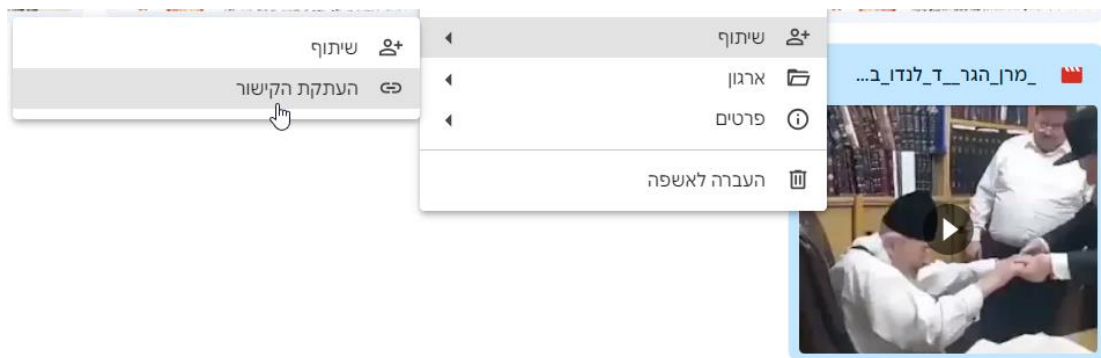 שיתוף
ארגון
פרטים
העברה לאשפה
שיתוף
העתקת הקישור
_מרן_הגר__ד_לנדו_ב...